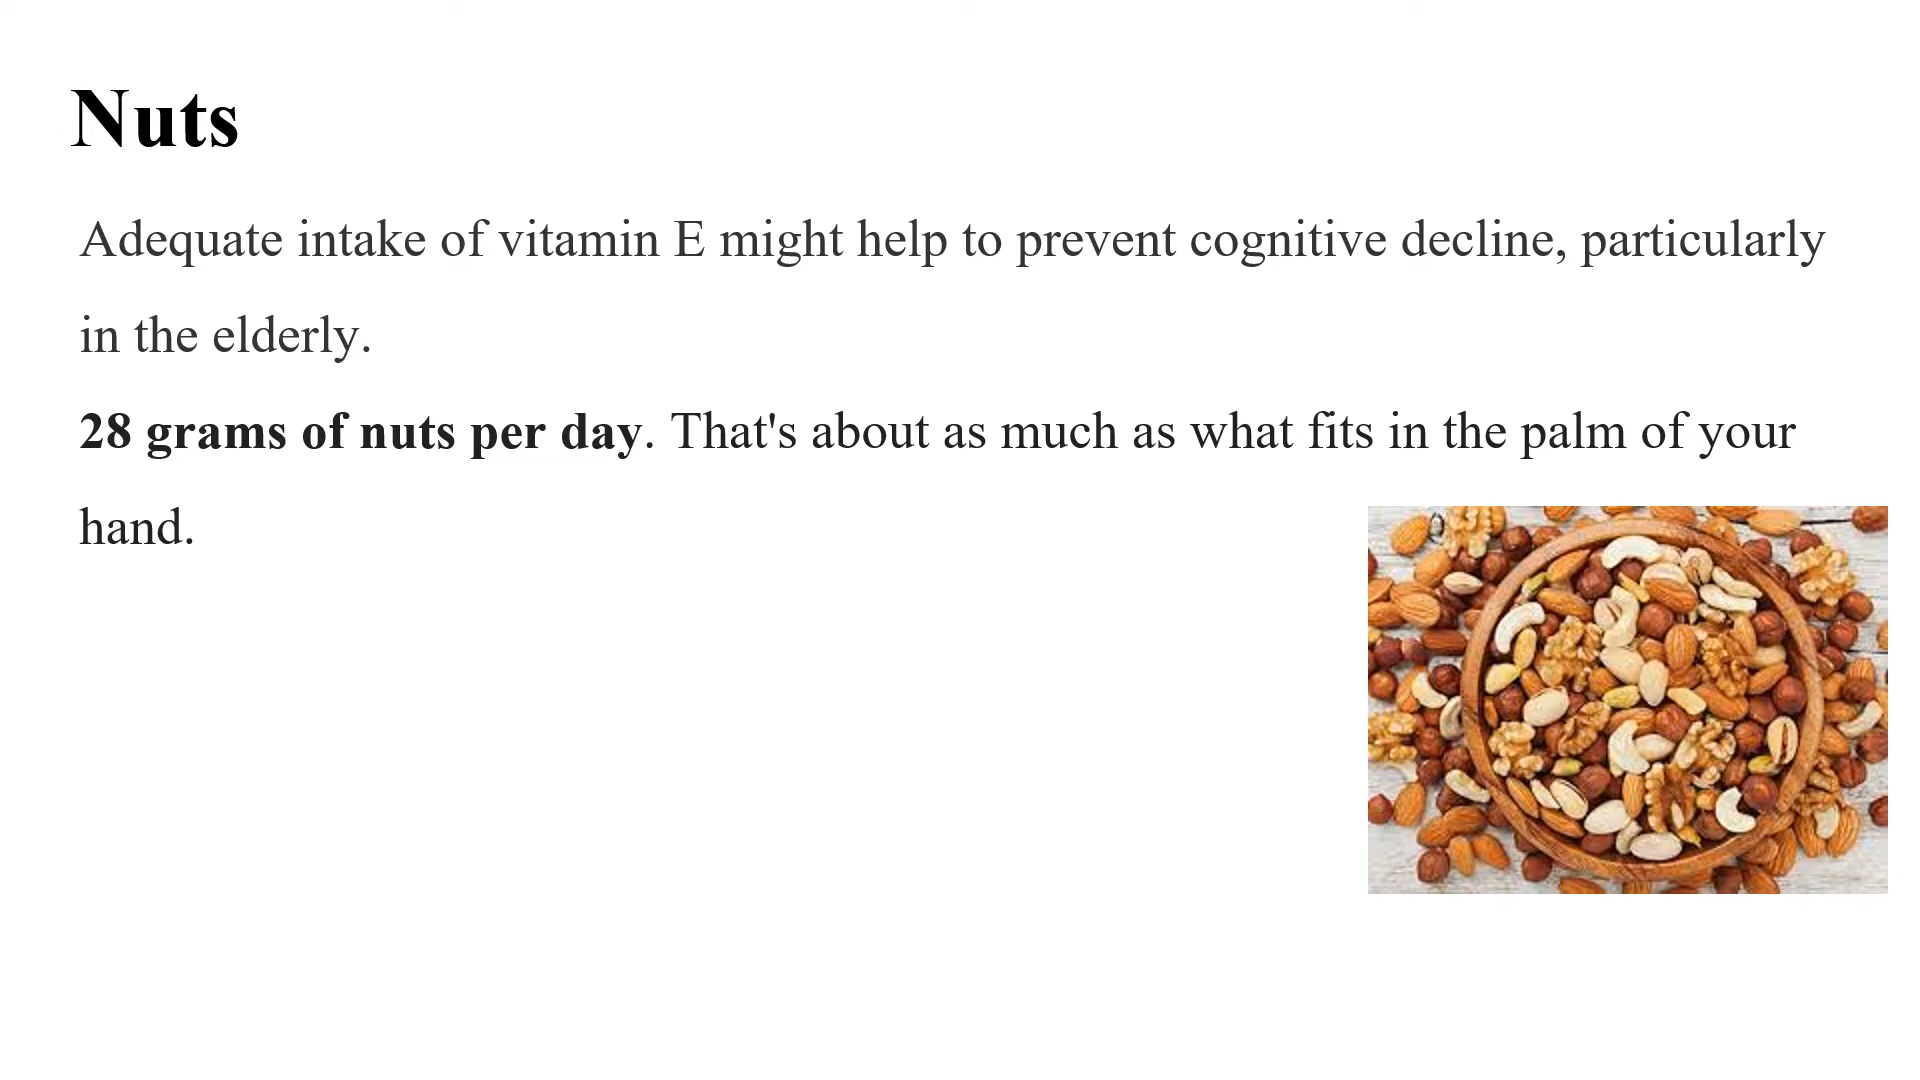 Nuts
Adequate intake of vitamin E might help to prevent cognitive decline, particularly
in the elderly.
28 grams of nuts per day. That's about as much as what fits in the palm of your
hand.